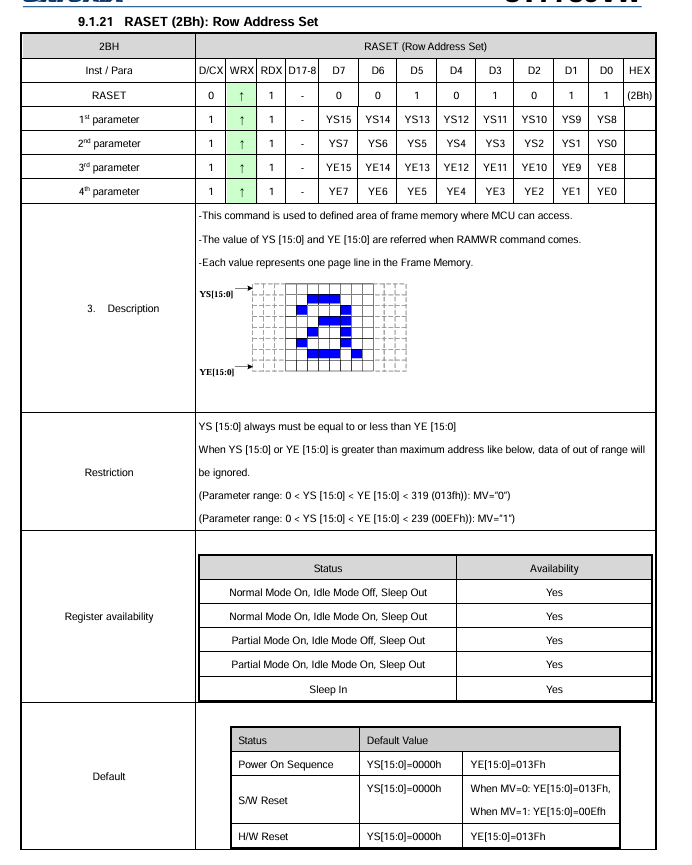 9.1.21 RASET (2Bh): Row Address Set
2BH RASET (Row Address Set)
Inst / Para D/CX WRX RDX D17-8 D7 D6 D5 D4 D3 D2 D1 D0 HEX
RASET 0 ↑ 1 - 0 0 1 0 1 0 1 1 (2Bh)
1st parameter 1 ↑ 1 - YS15 YS14 YS13 YS12 YS11 YS10 YS9 YS8
2nd parameter 1 ↑ 1 - YS7 YS6 YS5 YS4 YS3 YS2 YS1 YS0
3rd parameter 1 ↑ 1 - YE15 YE14 YE13 YE12 YE11 YE10 YE9 YE8
4th parameter 1 ↑ 1 - YE7 YE6 YE5 YE4 YE3 YE2 YE1 YE0
3. Description
-This command is used to defined area of frame memory where MCU can access.
-The value of YS [15:0] and YE [15:0] are referred when RAMWR command comes.
-Each value represents one page line in the Frame Memory.
YS[15:0]
YE[15:0]
Restriction
YS [15:0] always must be equal to or less than YE [15:0]
When YS [15:0] or YE [15:0] is greater than maximum address like below, data of out of range will
be ignored.
(Parameter range: 0 < YS [15:0] < YE [15:0] < 319 (013fh)): MV="0")
(Parameter range: 0 < YS [15:0] < YE [15:0] < 239 (00EFh)): MV="1")
Register availability
Status Availability
Normal Mode On, Idle Mode Off, Sleep Out Yes
Normal Mode On, Idle Mode On, Sleep Out Yes
Partial Mode On, Idle Mode Off, Sleep Out Yes
Partial Mode On, Idle Mode On, Sleep Out Yes
Sleep In Yes
Default
Status Default Value
Power On Sequence YS[15:0]=0000h YE[15:0]=013Fh
S/W Reset YS[15:0]=0000h When MV=0: YE[15:0]=013Fh,
When MV=1: YE[15:0]=00Efh
H/W Reset YS[15:0]=0000h YE[15:0]=013Fh